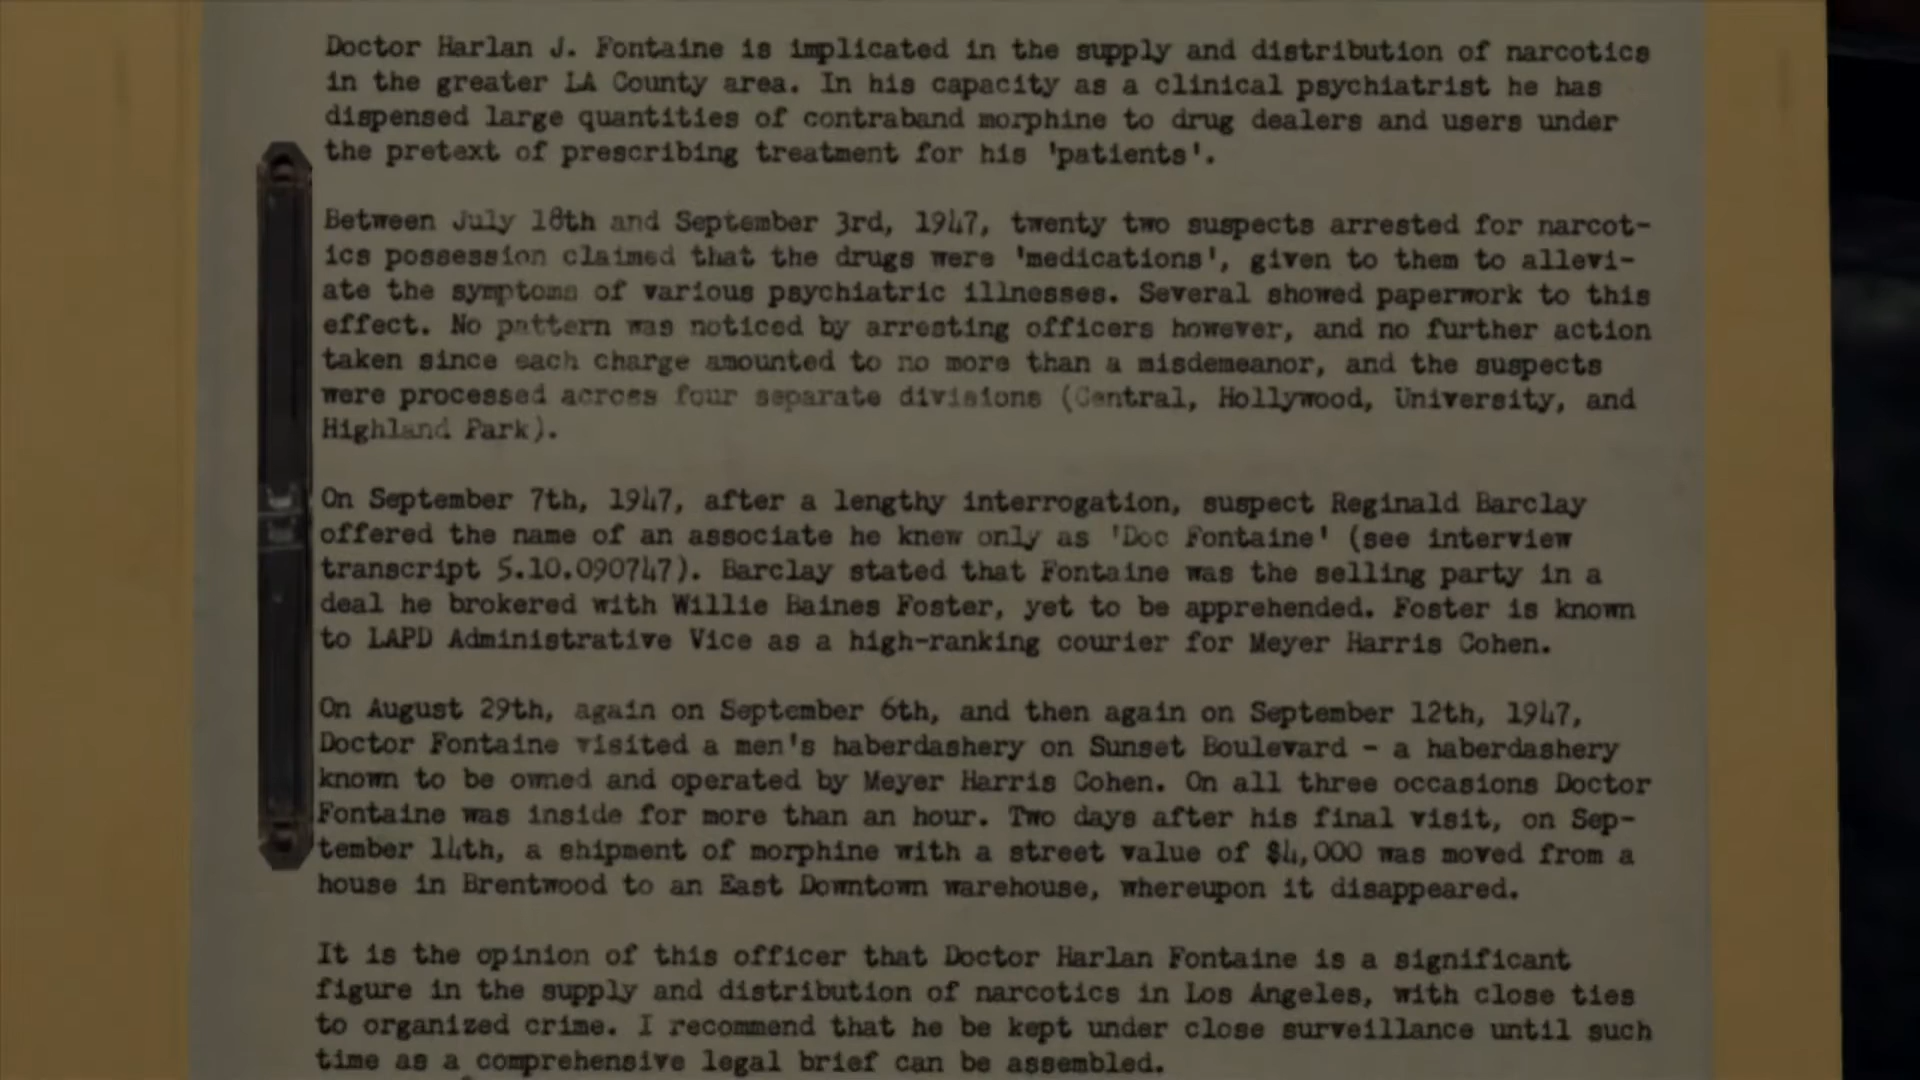 Doctor Harlan J. Fontaine is implicated in the supply and distribution of narcotics
in the greater LA County area. In his capacity as a clinical psychiatrist he has
dispensed large quantities of contraband morphine to drug dealers and users under
the pretext of prescribing treatment for his 'patients'.
Between July 18th and September 3rd, 1947, twenty two suspects arrested for narcot-
ics possession claimed that the drugs were 'medications', given to them to allevi-
ate the symptoms of various psychiatric illnesses. Several showed paperwork to this
effect. No pattern was noticed by arresting officers however, and no further action
taken since each charge amounted to no more than a misdemeanor, and the suspects
were processed across four separate divisions (Central, Hollywood, University, and
Highland Park).
On September 7th, 1947, after a lengthy interrogation, suspect Reginald Barclay
offered the name of an associate he knew only as 'Doc Fontaine' (see interview
transcript 5.10.090747). Barclay stated that Fontaine was the selling party in a
deal he brokered with Willie Baines Foster, yet to be apprehended. Foster is known
to LAPD Administrative Vice as a high-ranking courier for Meyer Harris Cohen.
On August 29th, again on September 6th, and then again on September 12th, 1947,
Doctor Fontaine visited a men's haberdashery on Sunset Boulevard - a haberdashery
known to be owned and operated by Meyer Harris Cohen. On all three occasions Doctor
Fontaine was inside for more than an hour. Two days after his final visit, on Sep-
tember 14th, a shipment of morphine with a street value of $4,000 was moved from a
house in Brentwood to an East Downtown warehouse, whereupon it disappeared.
It is the opinion of this officer that Doctor Harlan Fontaine is a significant
figure in the supply and distribution of narcotics in Los Angeles, with close ties
to organized crime. I recommend that he be kept under close surveillance until such
time as a comprehensive legal brief can be assembled.